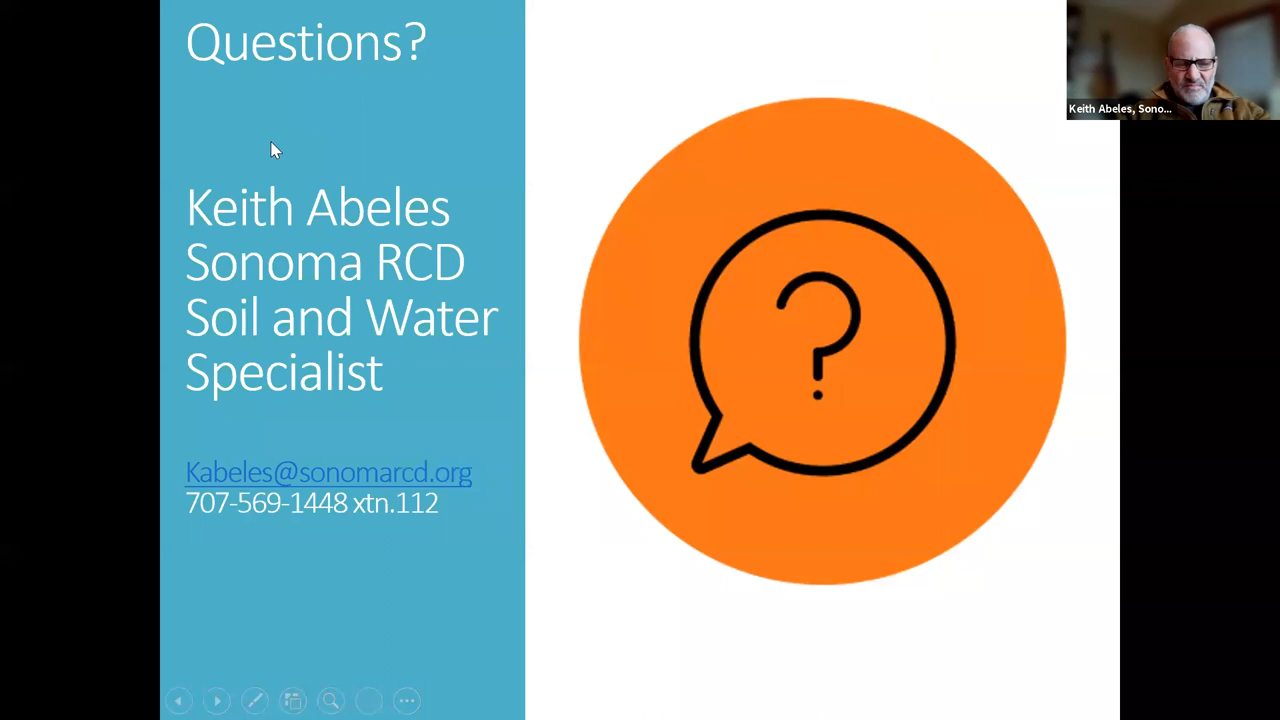 Questions?
Keith Abeles, Sono...
Keith Abeles
Sonoma RCD
Soil and Water
Specialist
Kabeles@sonomarcd.org
707-569-1448 xtn.112